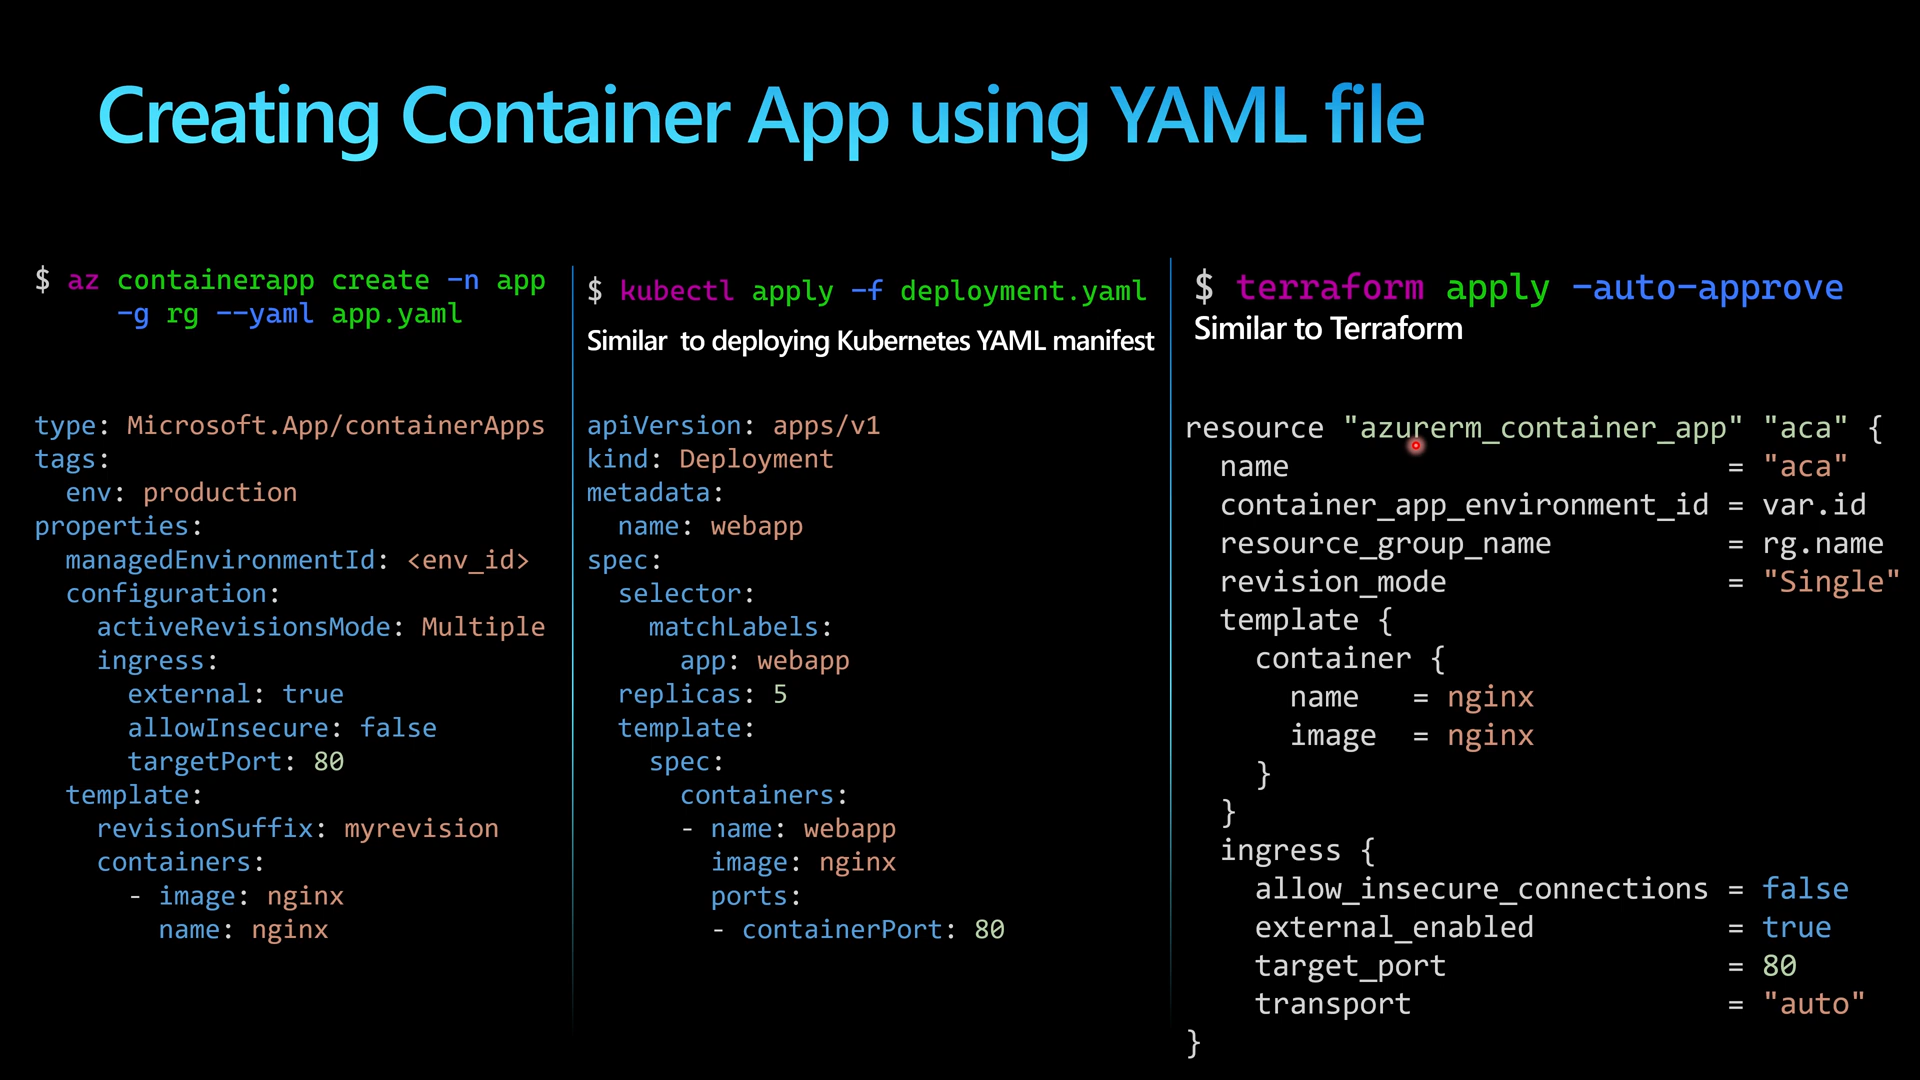 Creating Container App using YAML file
$ az containerapp create -n app
-g rg --yaml app.yaml
type: Microsoft.App/containerApps
tags:
  env: production
properties:
  managedEnvironmentId: <env_id>
  configuration:
    activeRevisionsMode: Multiple
    ingress:
      external: true
      allowInsecure: false
      targetPort: 80
  template:
    revisionSuffix: myrevision
    containers:
      - image: nginx
        name: nginx
$ kubectl apply -f deployment.yaml
Similar to deploying Kubernetes YAML manifest
apiVersion: apps/v1
kind: Deployment
metadata:
  name: webapp
spec:
  selector:
    matchLabels:
      app: webapp
  replicas: 5
  template:
    spec:
      containers:
      - name: webapp
        image: nginx
        ports:
        - containerPort: 80
$ terraform apply -auto-approve
Similar to Terraform
resource "azurerm_container_app" "aca" {
  name                         = "aca"
  container_app_environment_id = var.id
  resource_group_name          = rg.name
  revision_mode                = "Single"
  template {
    container {
      name   = nginx
      image  = nginx
    }
  }
  ingress {
    allow_insecure_connections = false
    external_enabled           = true
    target_port                = 80
    transport                  = "auto"
}